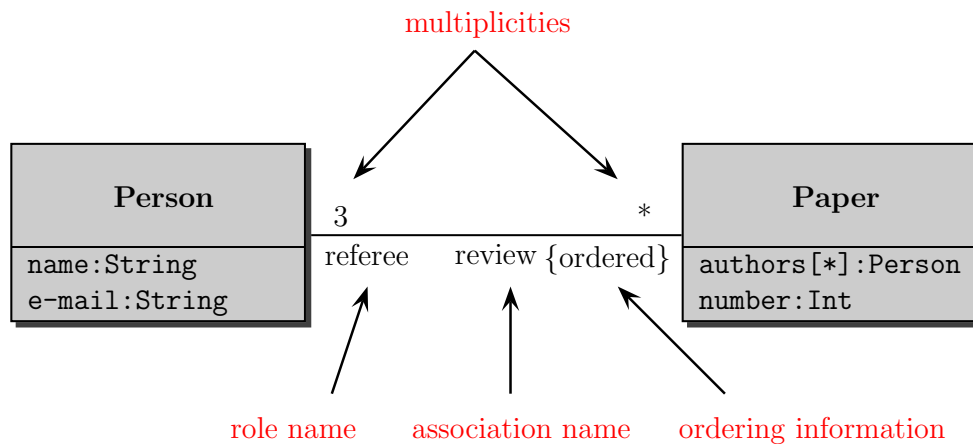 multiplicities
Person
name:String
e-mail:String
3
*
referee
review
{ordered}
Paper
authors[*]:Person
number:Int
role name
association name
ordering information